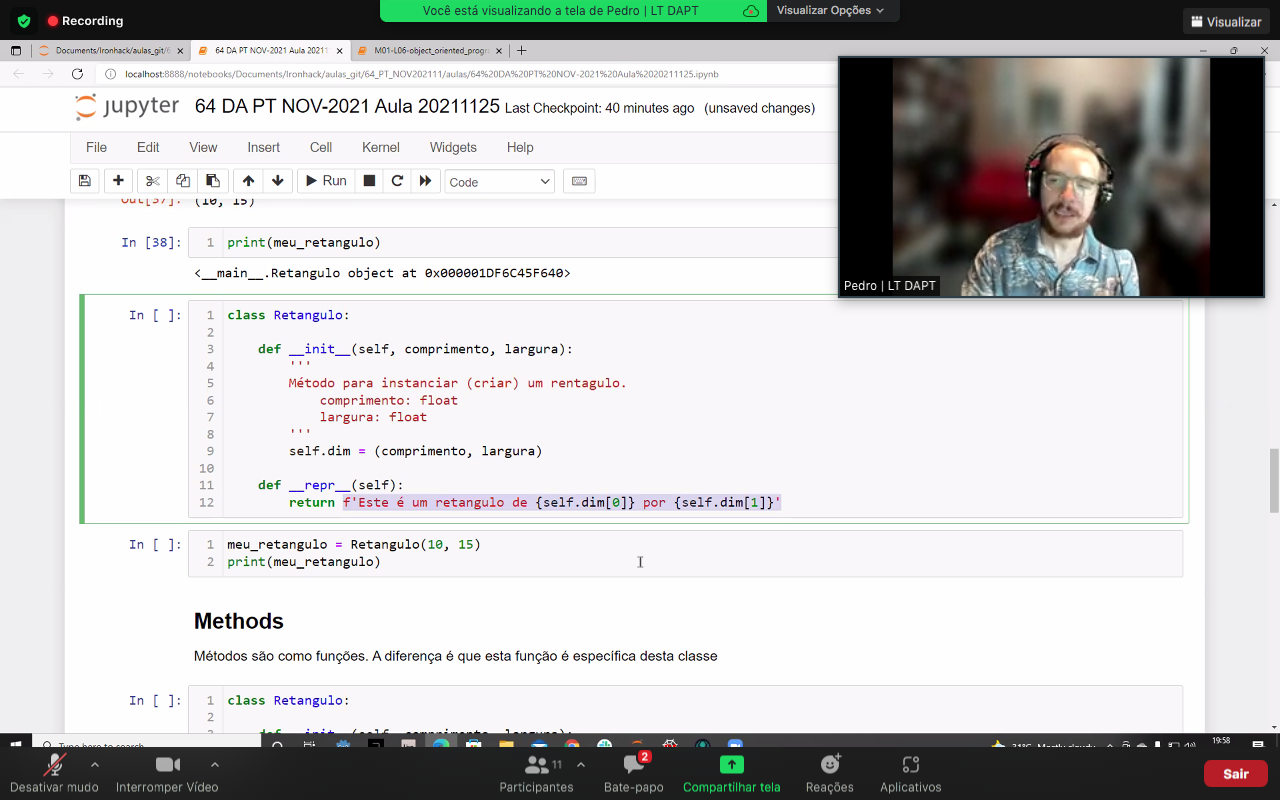 Recording
Você está visualizando a tela de Pedro | LT DAPT
Visualizar Opções
Visualizar
Documents/Ironhack/aulas_git/6
64 DA PT NOV-2021 Aula 20211
M01-L06-object_oriented_progr
localhost:8888/notebooks/Documents/Ironhack/aulas_git/64_PT_NOV202111/aulas/64%20DA%20PT%20NOV-2021%20Aula%2020211125.ipynb
jupyter 64 DA PT NOV-2021 Aula 20211125 Last Checkpoint: 40 minutes ago (unsaved changes)
File Edit View Insert Cell Kernel Widgets Help
Run Code
Out[37]: (10, 15)
In [38]: 1 print(meu_retangulo)
<__main__.Retangulo object at 0x000001DF6C45F640>
In [ ]: 1 class Retangulo:
2
3 def __init__(self, comprimento, largura):
4 '''
5 Método para instanciar (criar) um rentagulo.
6 comprimento: float
7 largura: float
8 '''
9 self.dim = (comprimento, largura)
10
11 def __repr__(self):
12 return f'Este é um retangulo de {self.dim[0]} por {self.dim[1]}'
In [ ]: 1 meu_retangulo = Retangulo(10, 15)
2 print(meu_retangulo)
Methods
Métodos são como funções. A diferença é que esta função é específica desta classe
In [ ]: 1 class Retangulo:
2
3 def __init__(self, comprimento, largura):
Pedro | LT DAPT
Type here to search
31°C Mostly cloudy
19:58
Desativar mudo
Interromper Vídeo
11
Participantes
2
Bate-papo
Compartilhar tela
Reações
Aplicativos
Sair